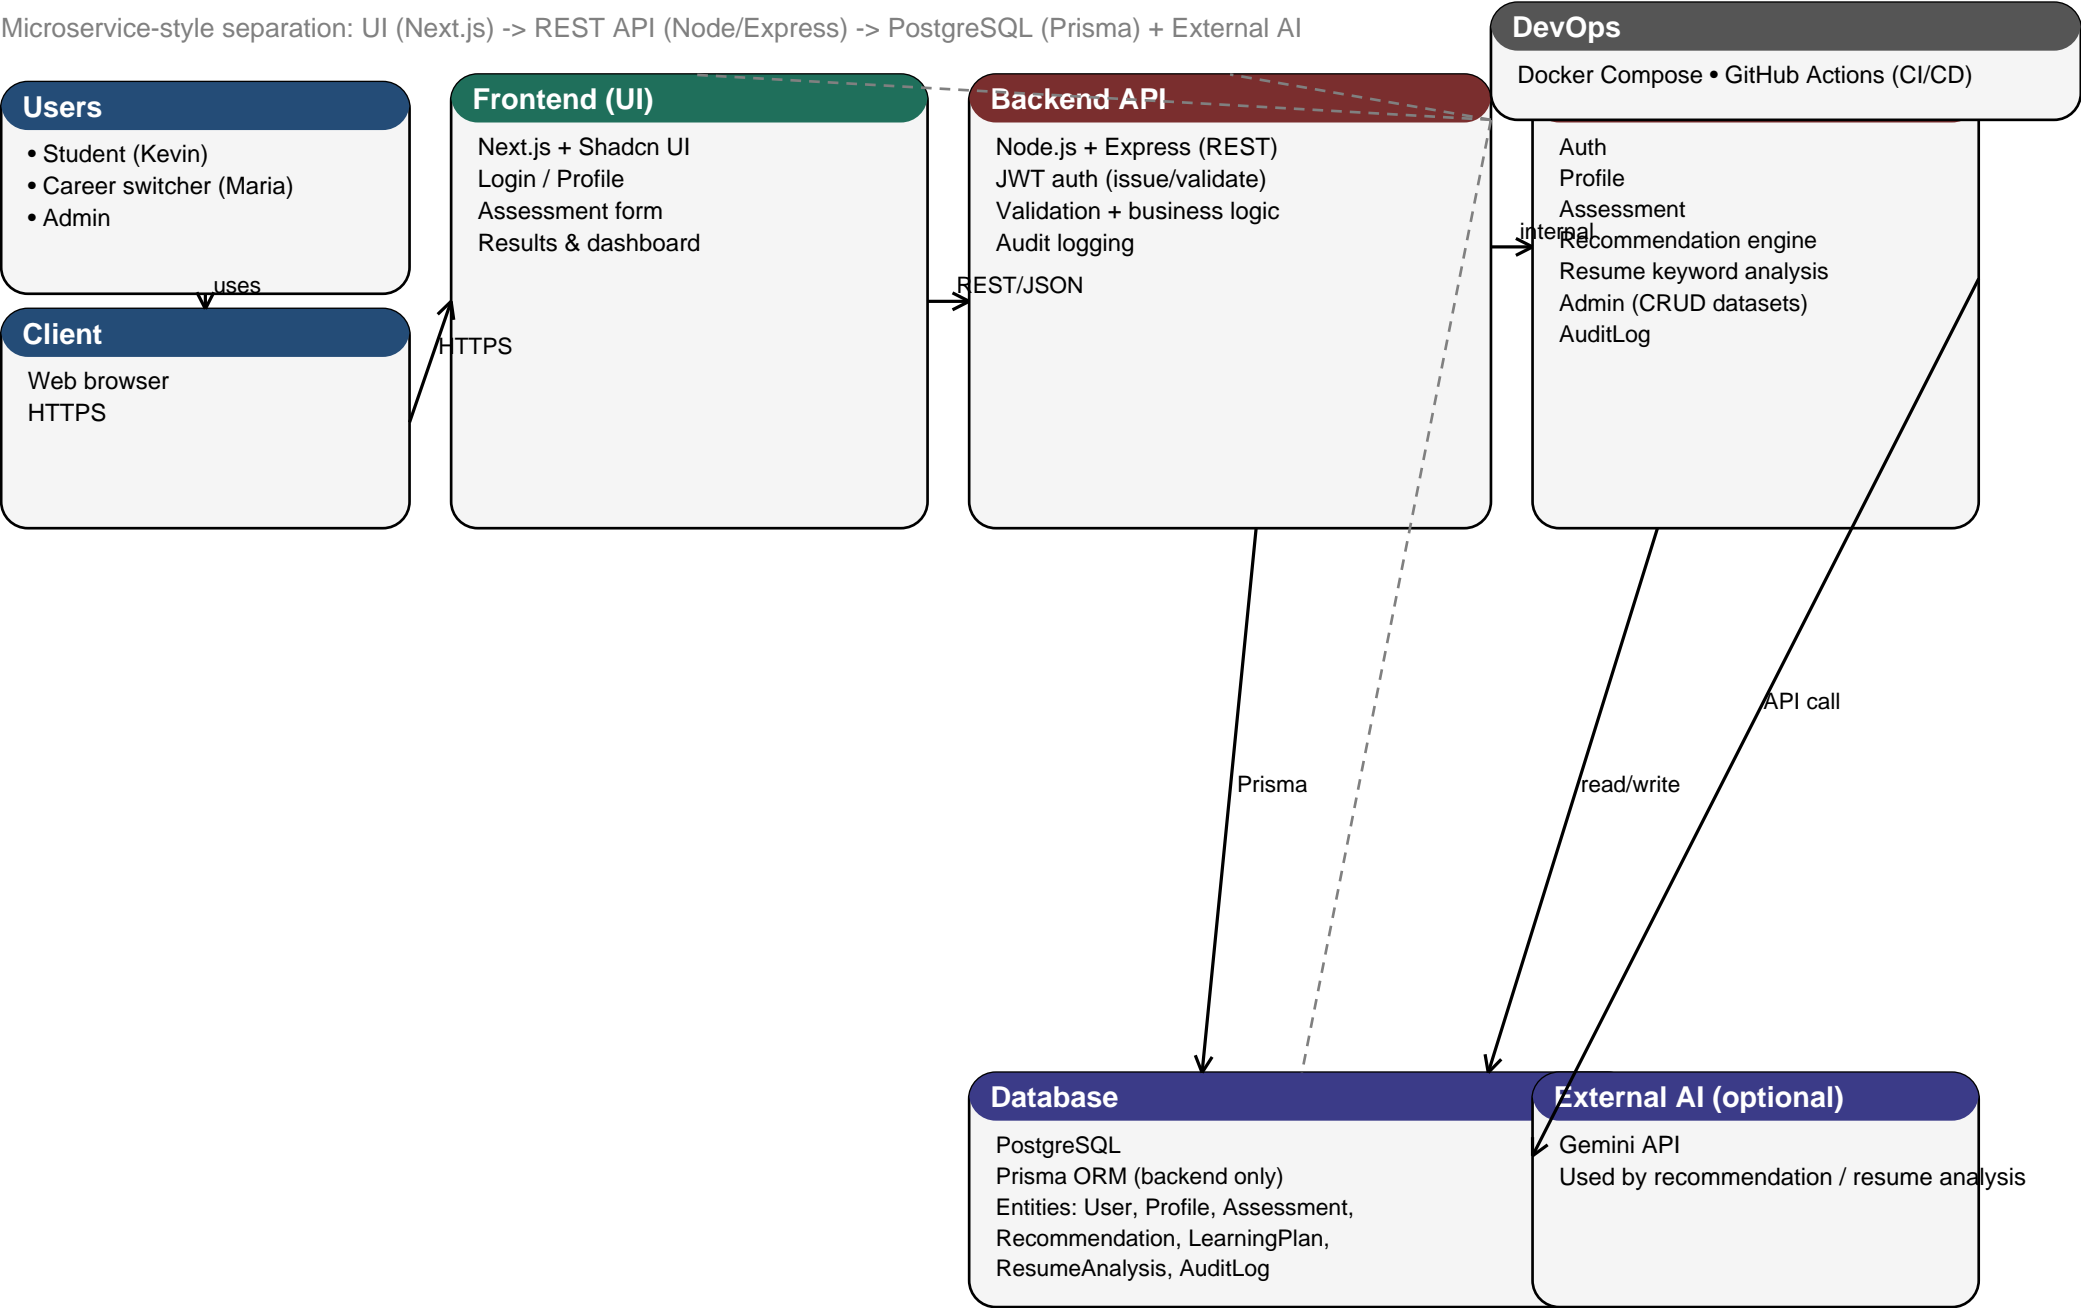 Microservice-style separation: UI (Next.js) -> REST API (Node/Express) -> PostgreSQL (Prisma) + External AI
DevOps
Docker Compose • GitHub Actions (CI/CD)
Users
• Student (Kevin)
• Career switcher (Maria)
• Admin
uses
Client
Web browser
HTTPS
HTTPS
Frontend (UI)
Next.js + Shadcn UI
Login / Profile
Assessment form
Results & dashboard
REST/JSON
Backend API
Node.js + Express (REST)
JWT auth (issue/validate)
Validation + business logic
Audit logging
internal
Auth
Profile
Assessment
Recommendation engine
Resume keyword analysis
Admin (CRUD datasets)
AuditLog
Prisma
read/write
API call
Database
PostgreSQL
Prisma ORM (backend only)
Entities: User, Profile, Assessment,
Recommendation, LearningPlan,
ResumeAnalysis, AuditLog
External AI (optional)
Gemini API
Used by recommendation / resume analysis